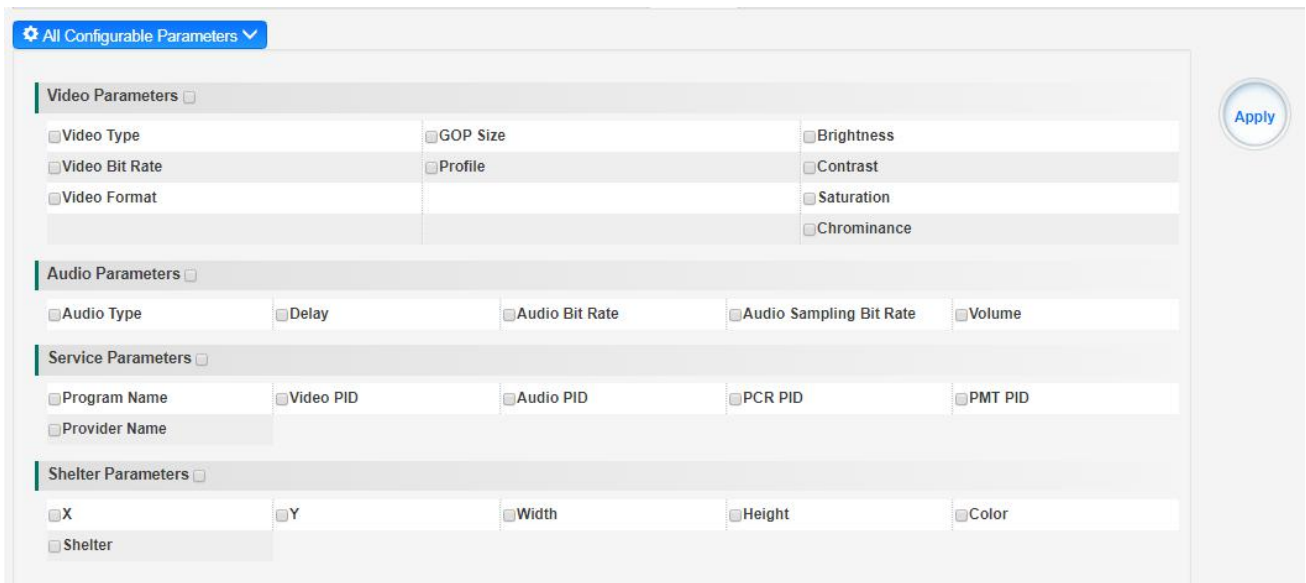 All Configurable Parameters
Apply
Video Parameters
Video Type GOP Size Brightness
Video Bit Rate Profile Contrast
Video Format Saturation
Chrominance
Audio Parameters
Audio Type Delay Audio Bit Rate Audio Sampling Bit Rate Volume
Service Parameters
Program Name Video PID Audio PID PCR PID PMT PID
Provider Name
Shelter Parameters
X Y Width Height Color
Shelter